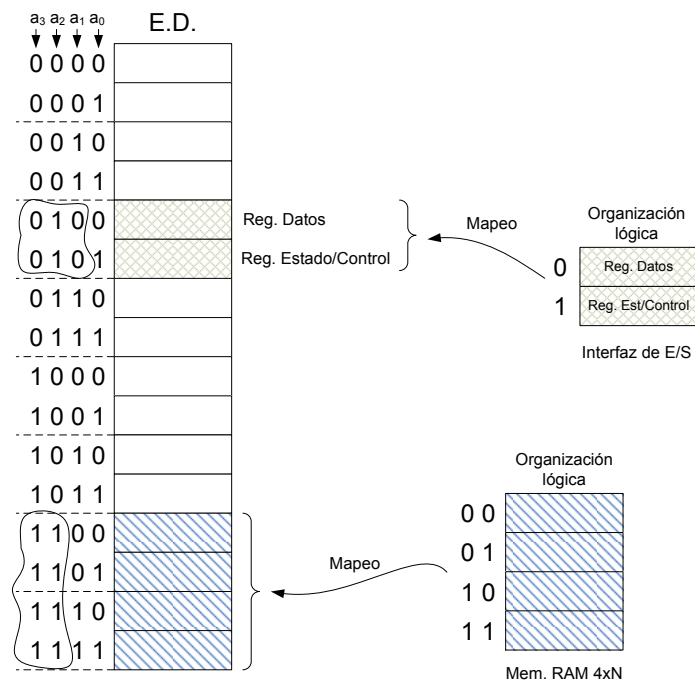 a3 a2 a1 a0
E.D.
0 0 0 0
0 0 0 1
0 0 1 0
0 0 1 1
0 1 0 0
Reg. Datos
0 1 0 1
Reg. Estado/Control
0 1 1 0
0 1 1 1
1 0 0 0
1 0 0 1
1 0 1 0
1 0 1 1
1 1 0 0
1 1 0 1
1 1 1 0
1 1 1 1
Mapeo
Organización
lógica
0 Reg. Datos
1 Reg. Est/Control
Interfaz de E/S
Mapeo
Organización
lógica
0 0
0 1
1 0
1 1
Mem. RAM 4xN